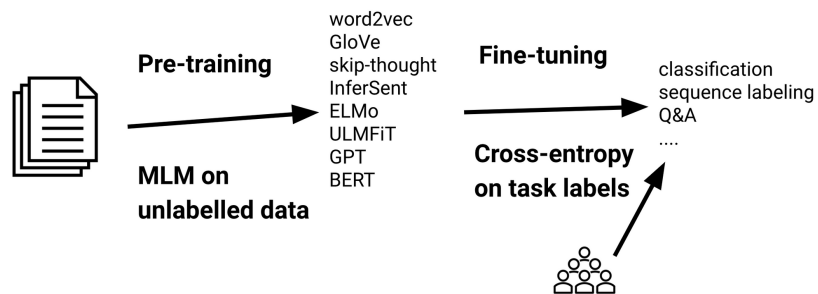 Pre-training
MLM on
unlabelled data
word2vec
GloVe
skip-thought
InferSent
ELMo
ULMFiT
GPT
BERT
Fine-tuning
Cross-entropy
on task labels
classification
sequence labeling
Q&A
....